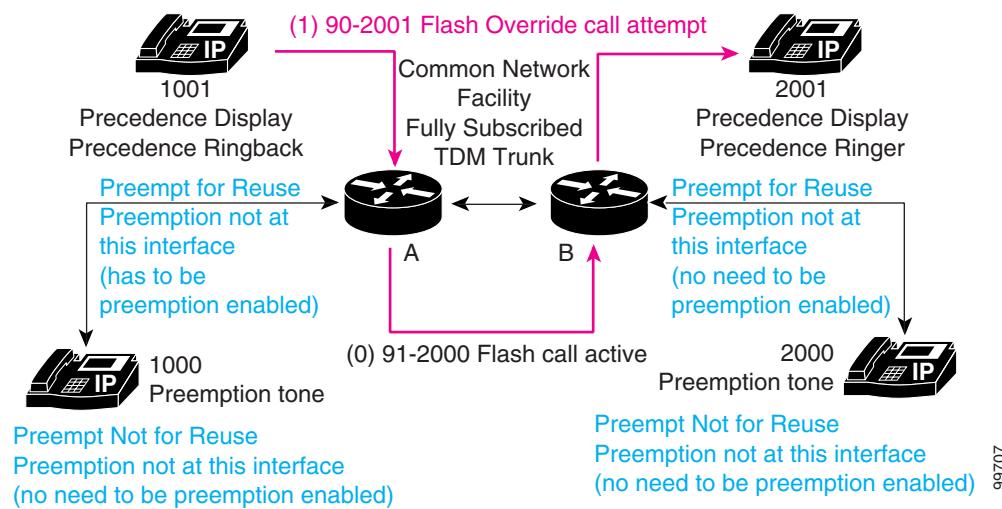 (1) 90-2001 Flash Override call attempt
IP
1001
Precedence Display
Precedence Ringback
Common Network
Facility
Fully Subscribed
TDM Trunk
IP
2001
Precedence Display
Precedence Ringer
Preempt for Reuse
Preemption not at
this interface
(has to be
preemption enabled)
A
B
Preempt for Reuse
Preemption not at
this interface
(no need to be
preemption enabled)
(0) 91-2000 Flash call active
IP
1000
Preemption tone
2000
Preemption tone
IP
Preempt Not for Reuse
Preemption not at this interface
(no need to be preemption enabled)
Preempt Not for Reuse
Preemption not at this interface
(no need to be preemption enabled)
99707